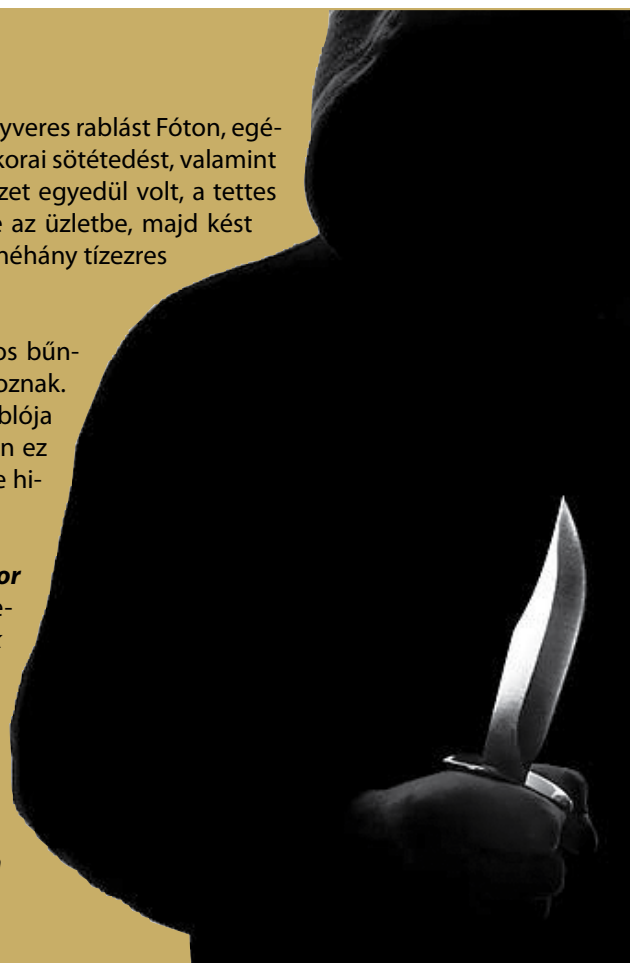 yveres rablást Fóton, egé-
korai sötétedést, valamint
zet egyedül volt, a tettes
az üzletbe, majd kést
néhány tízezres
os bűn-
oznak.
blója
n ez
e hi-
or
e-